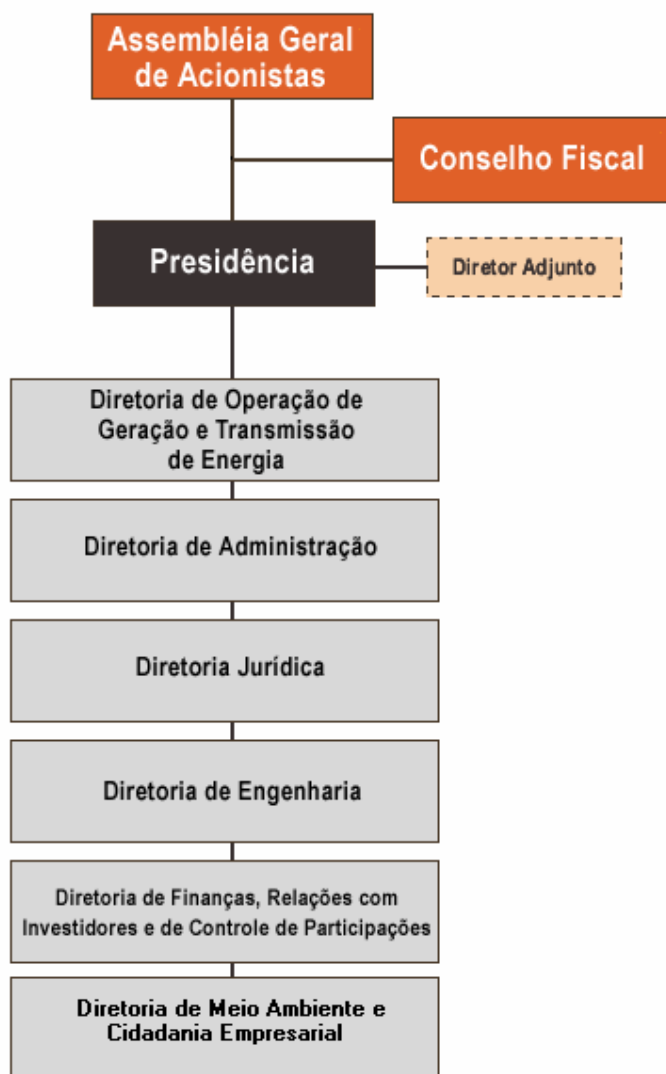 Assembléia Geral
de Acionistas
Conselho Fiscal
Presidência
Diretor Adjunto
Diretoria de Operação de
Geração e Transmissão
de Energia
Diretoria de Administração
Diretoria Jurídica
Diretoria de Engenharia
Diretoria de Finanças, Relações com
Investidores e de Controle de Participações
Diretoria de Meio Ambiente e
Cidadania Empresarial